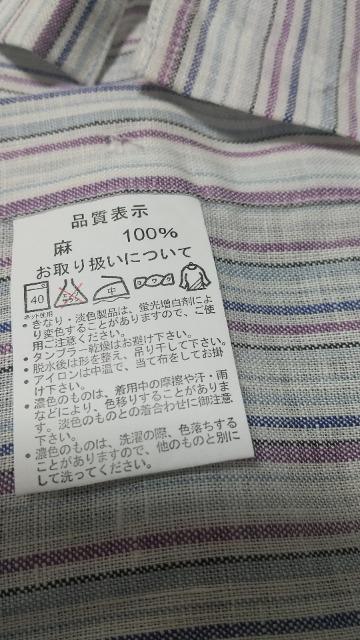 品質表示
麻 100%
お取り扱いについて
40
中
ネット使用
●きなり・淡色製品は、蛍光増白剤によ
り変色することがありますので、ご使
用ご注意ください。
●タンブラー乾燥はお避け下さい。
●脱水後は形を整え、吊り干して下さい。
●アイロンは中温で、当て布をしてお掛
け下さい。
●濃色のものは、着用中の摩擦や汗・雨
などにより、色移りすることがありま
す。淡色のものとの着合わせに御注意
下さい。
●濃色のものは、洗濯の際、色落ちする
ことがありますので、他のものと別に
して洗ってください。